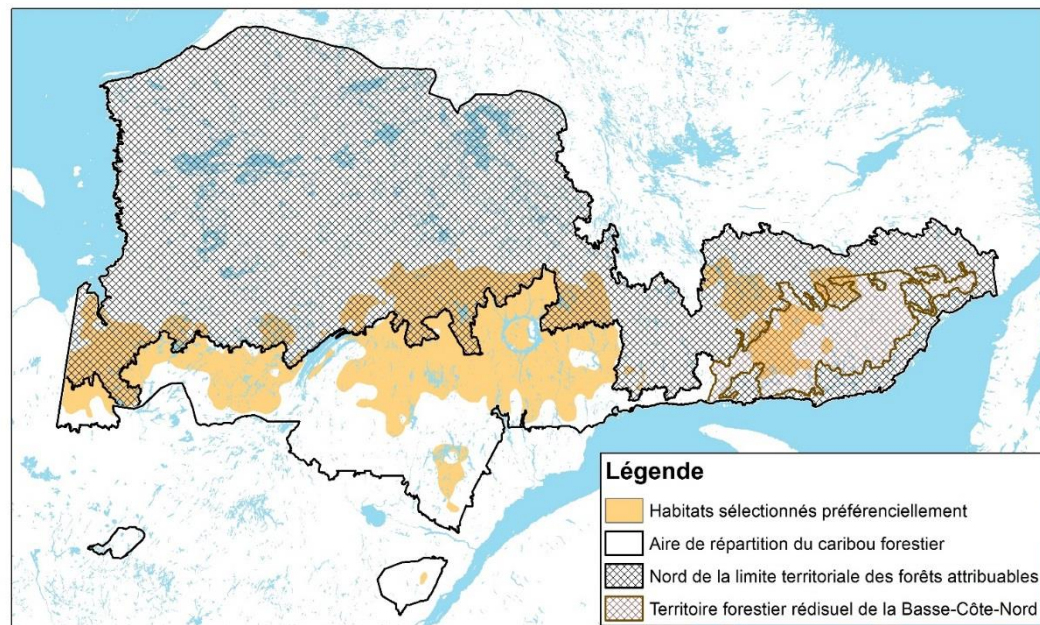 Légende
Habitats sélectionnés préférenciellement
Aire de répartition du caribou forestier
Nord de la limite territoriale des forêts attribuables
Territoire forestier rédisuel de la Basse-Côte-Nord